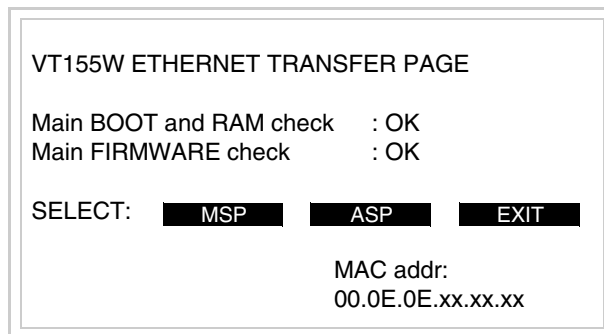 VT155W ETHERNET TRANSFER PAGE
Main BOOT and RAM check : OK
Main FIRMWARE check : OK
SELECT: MSP ASP EXIT
MAC addr:
00.0E.0E.xx.xx.xx